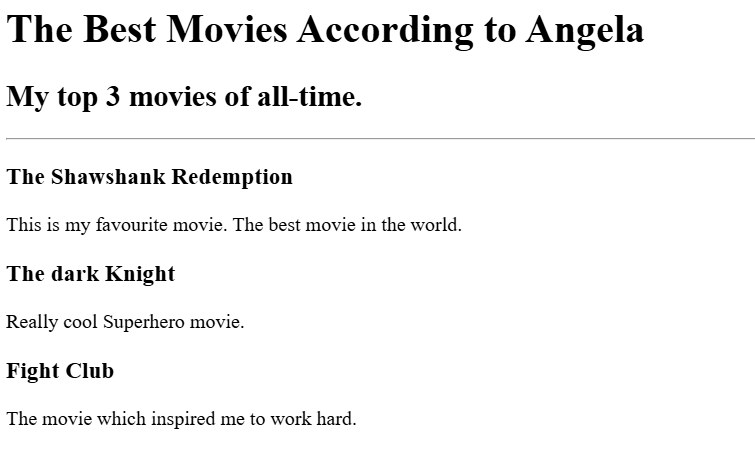 The Best Movies According to Angela
My top 3 movies of all-time.
The Shawshank Redemption
This is my favourite movie. The best movie in the world.
The dark Knight
Really cool Superhero movie.
Fight Club
The movie which inspired me to work hard.